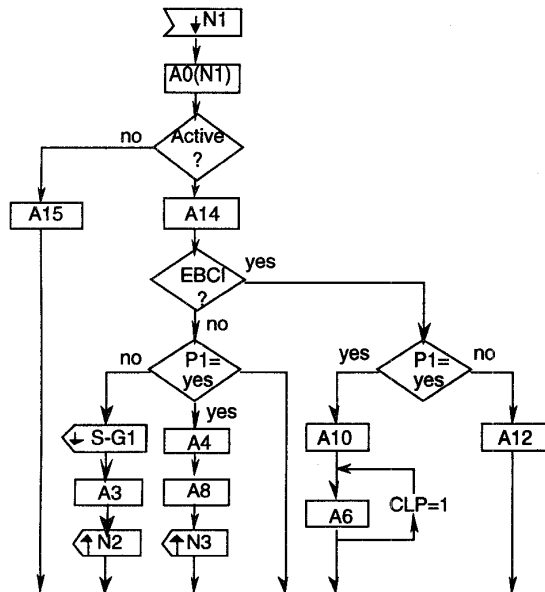 N1
A0(N1)
no
Active
?
A15
A14
EBCI
?
yes
no
no
P1=
yes
yes
yes
P1=
yes
no
S-G1
A4
A10
A12
A3
A8
A6
CLP=1
N2
N3